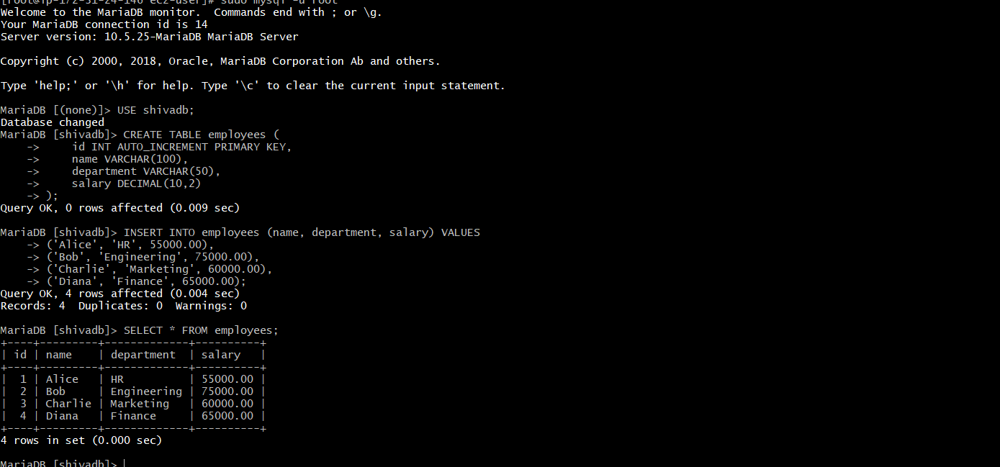 [root@ip-172-31-24-146 ec2-user]# sudo mysql -u root
Welcome to the MariaDB monitor.  Commands end with ; or \g.
Your MariaDB connection id is 14
Server version: 10.5.25-MariaDB MariaDB Server
Copyright (c) 2000, 2018, Oracle, MariaDB Corporation Ab and others.
Type 'help;' or '\h' for help. Type '\c' to clear the current input statement.
MariaDB [(none)]> USE shivadb;
Database changed
MariaDB [shivadb]> CREATE TABLE employees (
    ->     id INT AUTO_INCREMENT PRIMARY KEY,
    ->     name VARCHAR(100),
    ->     department VARCHAR(50),
    ->     salary DECIMAL(10,2)
    -> );
Query OK, 0 rows affected (0.009 sec)
MariaDB [shivadb]> INSERT INTO employees (name, department, salary) VALUES
    -> ('Alice', 'HR', 55000.00),
    -> ('Bob', 'Engineering', 75000.00),
    -> ('Charlie', 'Marketing', 60000.00),
    -> ('Diana', 'Finance', 65000.00);
Query OK, 4 rows affected (0.004 sec)
Records: 4  Duplicates: 0  Warnings: 0
MariaDB [shivadb]> SELECT * FROM employees;
+----+---------+-------------+----------+
| id | name    | department  | salary   |
+----+---------+-------------+----------+
|  1 | Alice   | HR          | 55000.00 |
|  2 | Bob     | Engineering | 75000.00 |
|  3 | Charlie | Marketing   | 60000.00 |
|  4 | Diana   | Finance     | 65000.00 |
+----+---------+-------------+----------+
4 rows in set (0.000 sec)
MariaDB [shivadb]>